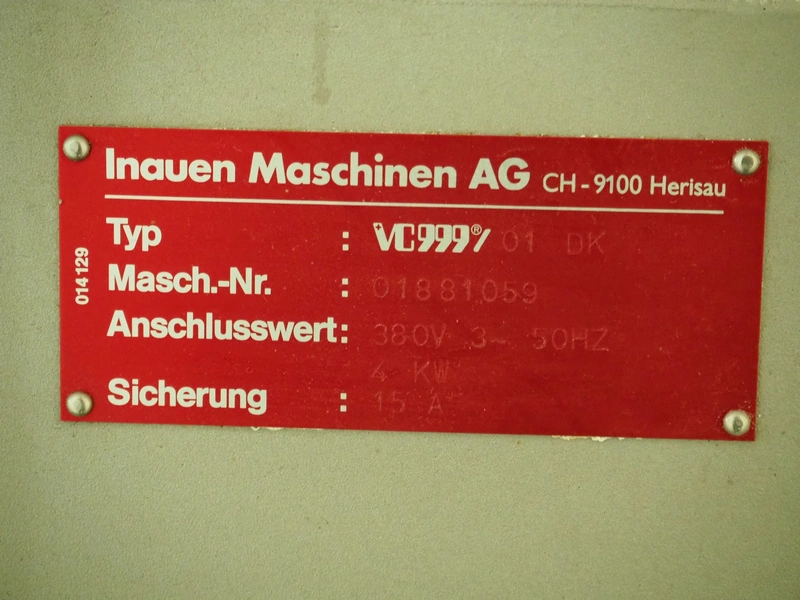 Inauen Maschinen AG CH-9100 Herisau
Typ : VC999®/ 01 DK
Masch.-Nr. : 01881059
Anschlusswert: 380V 3~ 50HZ
4 KW
Sicherung : 15 A
014129